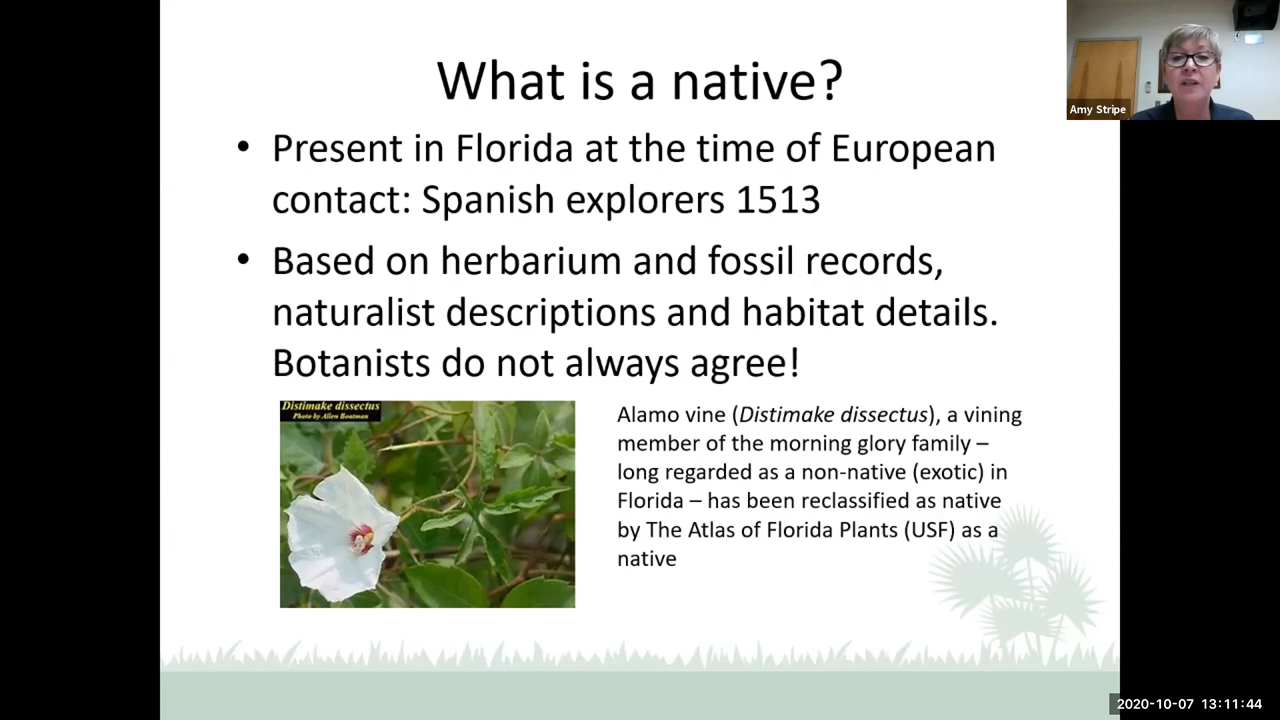 What is a native?
• Present in Florida at the time of European
contact: Spanish explorers 1513
• Based on herbarium and fossil records,
naturalist descriptions and habitat details.
Botanists do not always agree!
Distimake dissectus
Photo by Allen Boatman
Alamo vine (Distimake dissectus), a vining
member of the morning glory family –
long regarded as a non-native (exotic) in
Florida – has been reclassified as native
by The Atlas of Florida Plants (USF) as a
native
Amy Stripe
2020-10-07 13:11:44